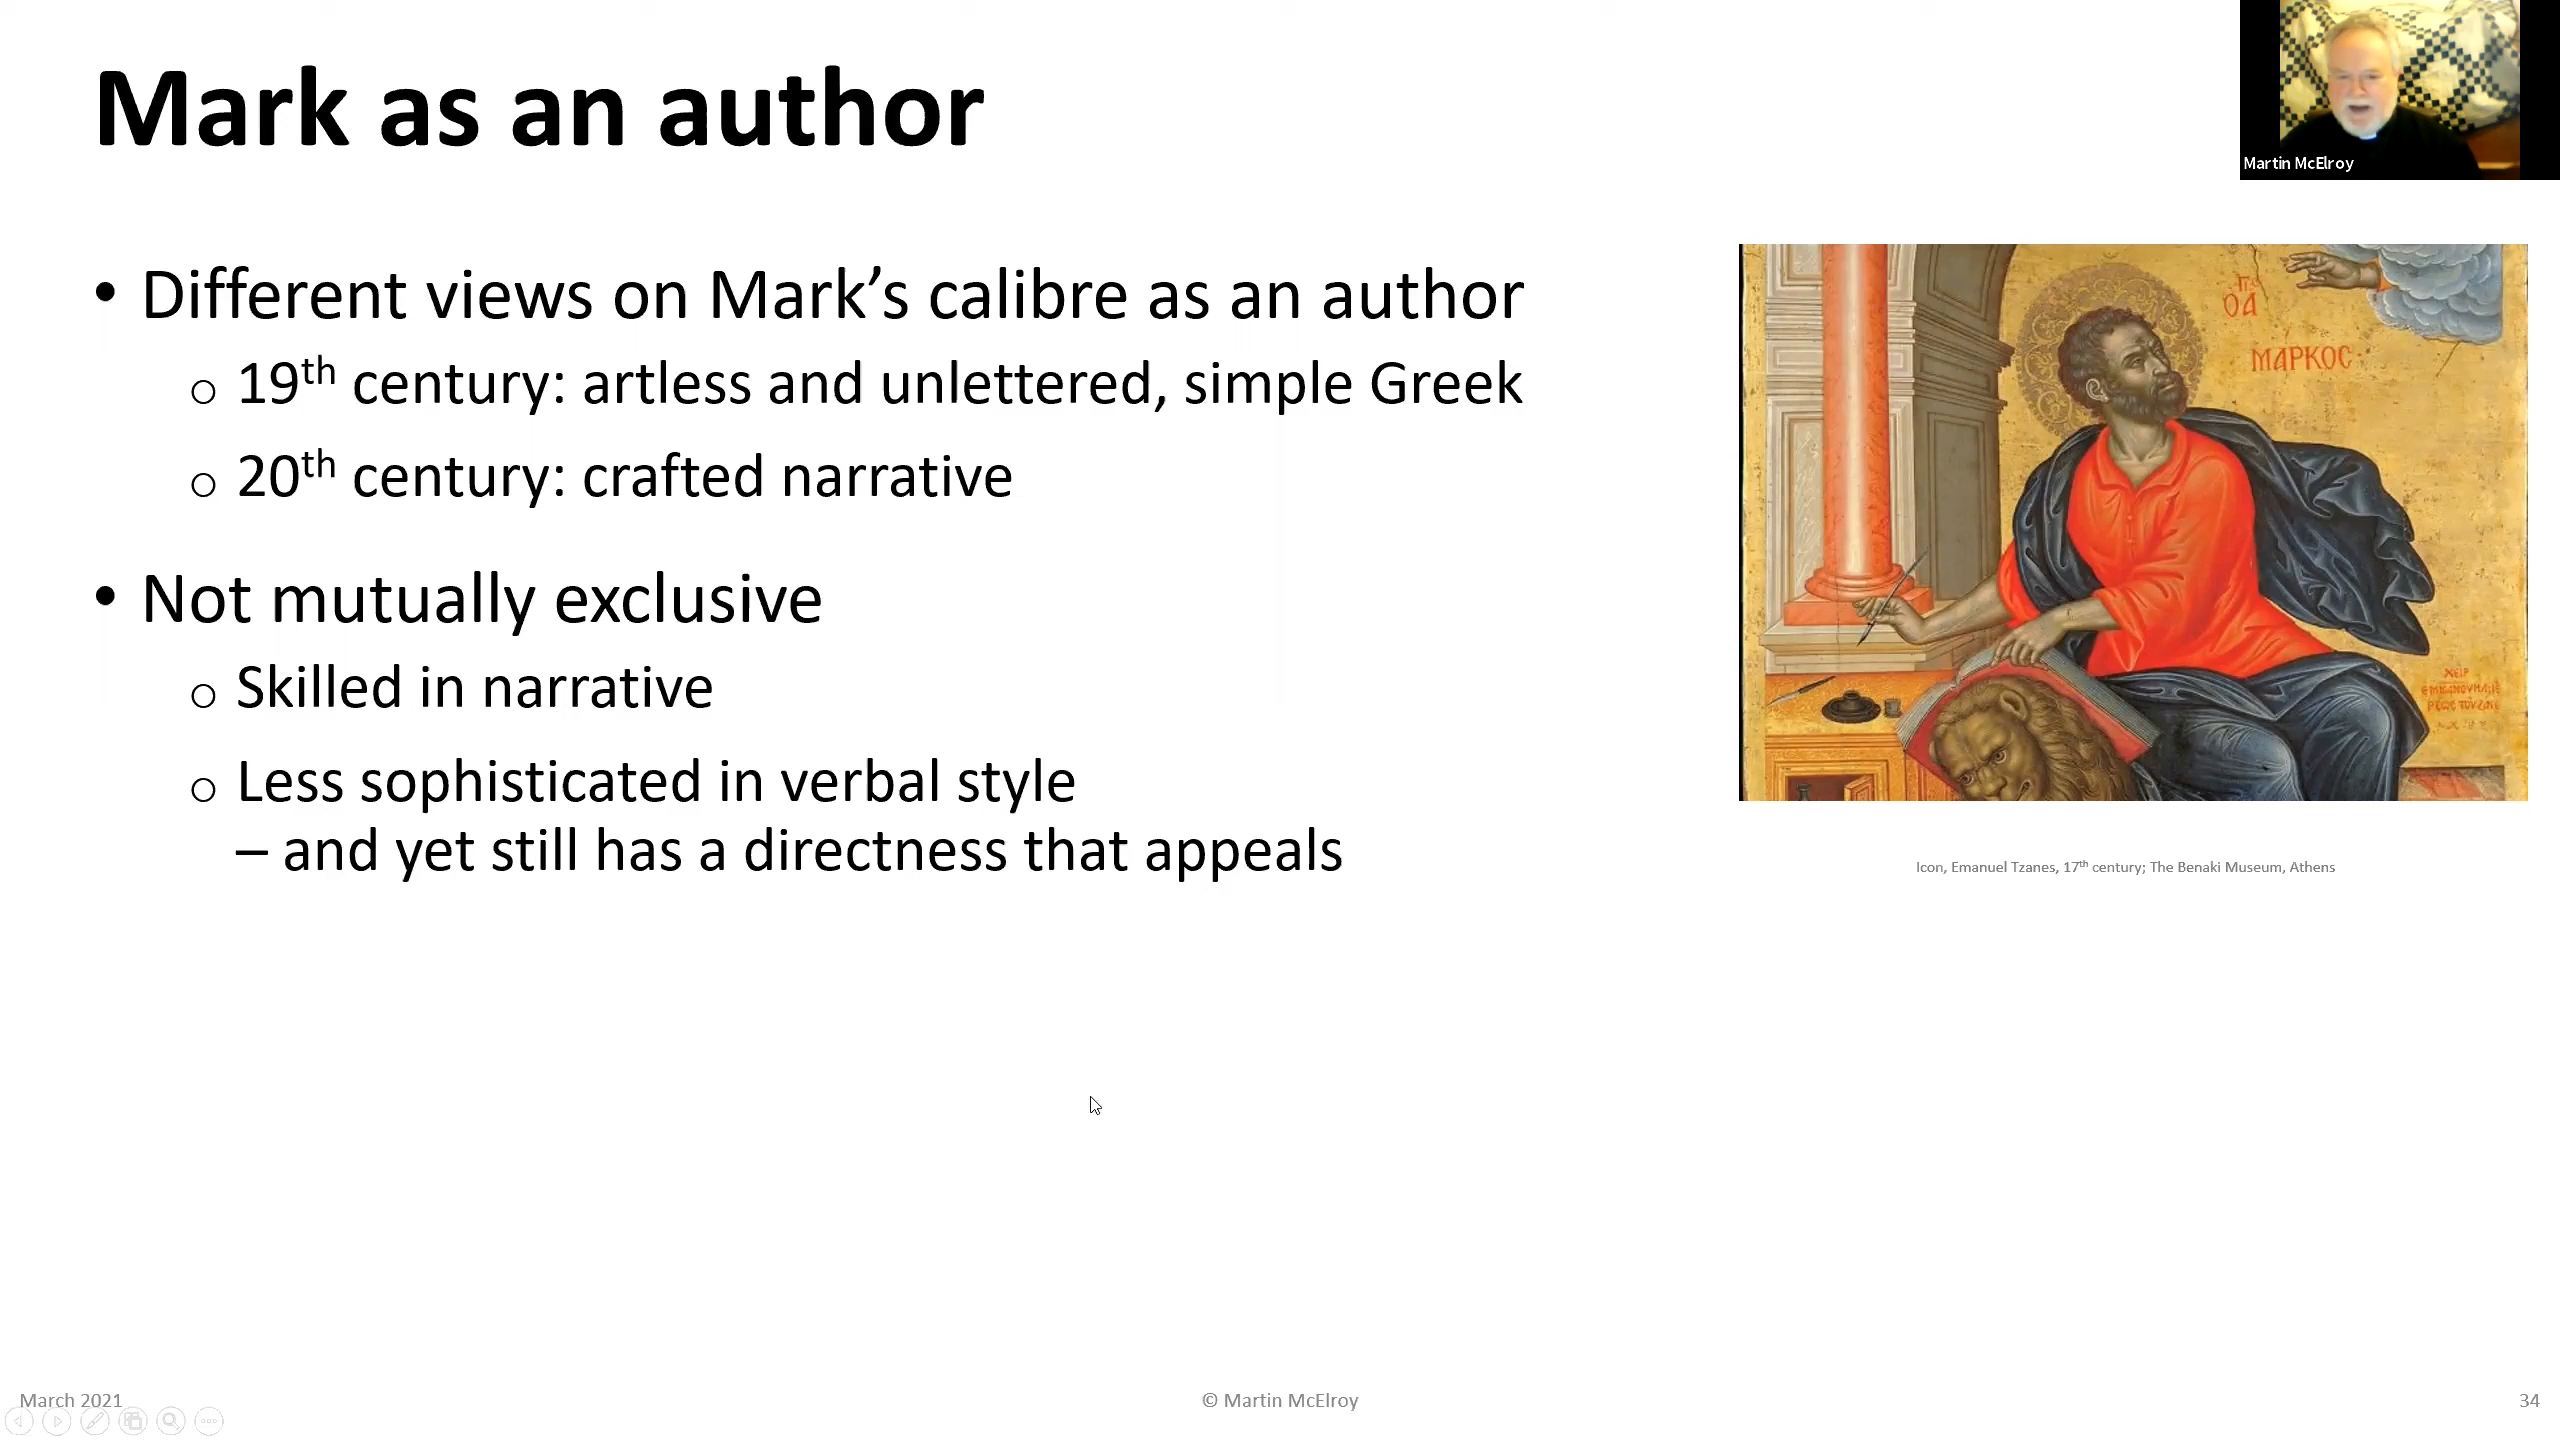 Mark as an author
Martin McElroy
• Different views on Mark’s calibre as an author
o 19th century: artless and unlettered, simple Greek
o 20th century: crafted narrative
• Not mutually exclusive
o Skilled in narrative
o Less sophisticated in verbal style
– and yet still has a directness that appeals
ΜΑΡΚΟC
ΧΕΙΡ
Icon, Emanuel Tzanes, 17th century; The Benaki Museum, Athens
March 2021
© Martin McElroy
34